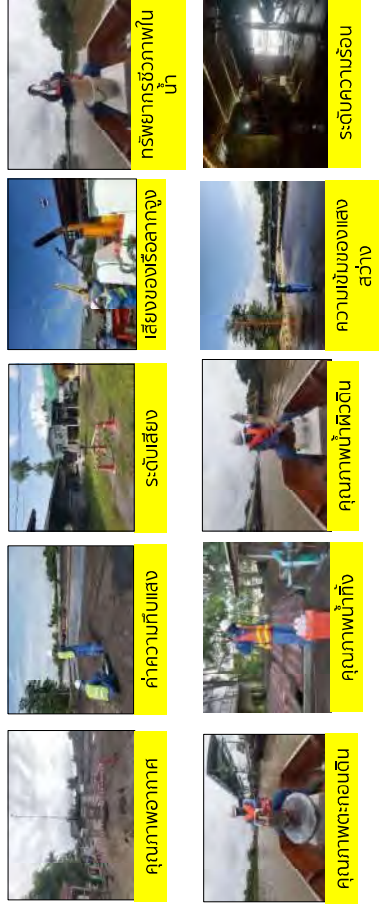 คุณภาพอากาศ
ค่าความทึบแสง
ระดับเสียง
เสียงของเรือลากจูง
ทรัพยากรชีวภาพใน
น้ำ
คุณภาพตะกอนดิน
คุณภาพน้ำทิ้ง
คุณภาพน้ำผิวดิน
ความเข้มของแสง
สว่าง
ระดับความร้อน